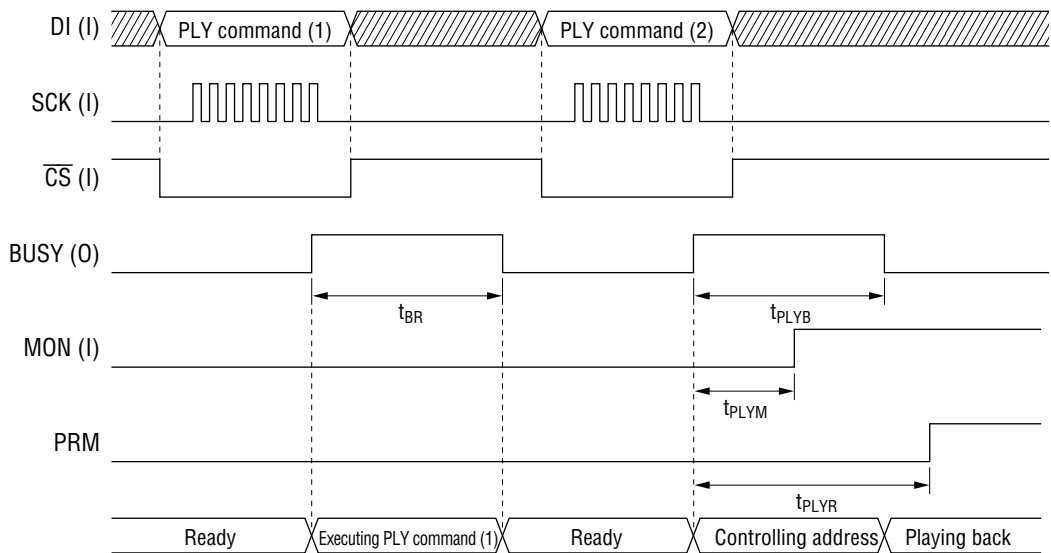 DI (I) PLY command (1) PLY command (2)
SCK (I)
CS (I)
BUSY (O)
tBR tPLYB
MON (I)
tPLYM
PRM
tPLYR
Ready Executing PLY command (1) Ready Controlling address Playing back